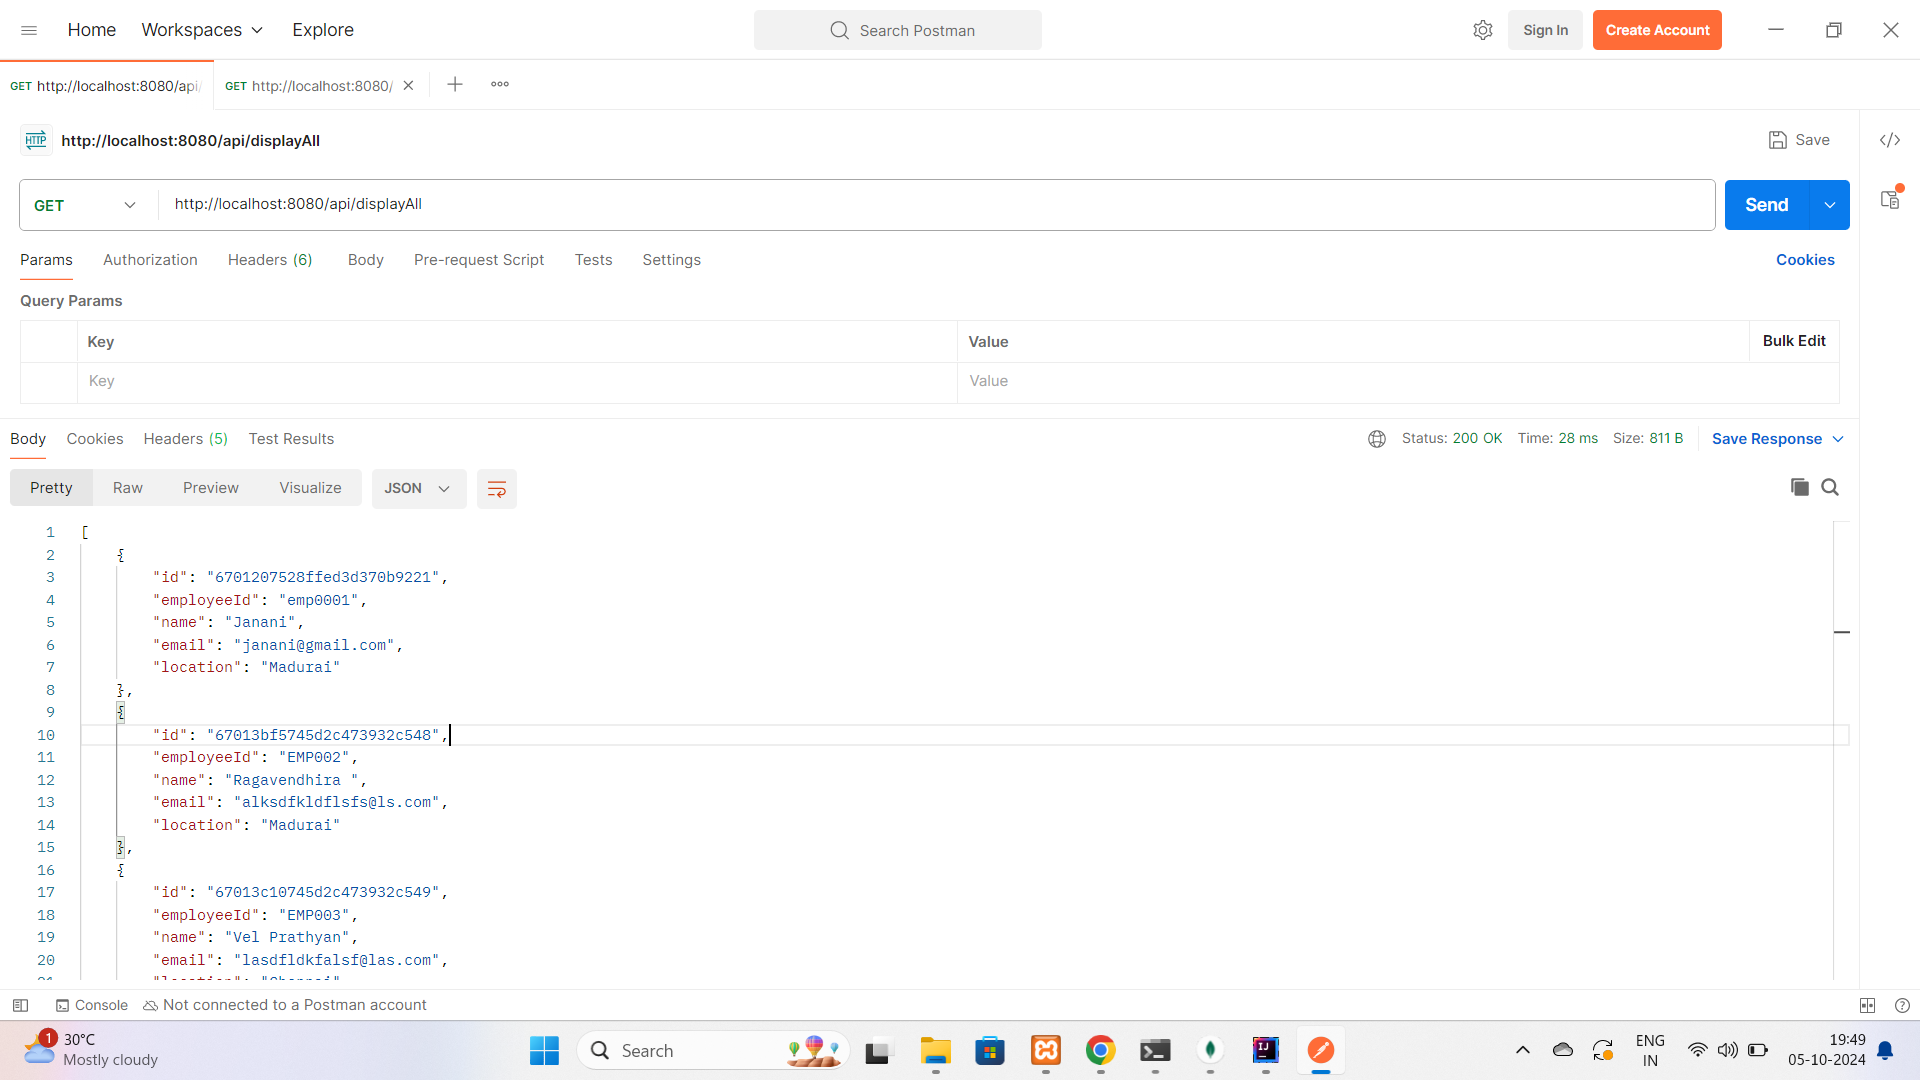 Home Workspaces Explore Search Postman Sign In Create Account
GET http://localhost:8080/api/ GET http://localhost:8080/
HTTP http://localhost:8080/api/displayAll Save
GET http://localhost:8080/api/displayAll Send
Params Authorization Headers (6) Body Pre-request Script Tests Settings Cookies
Query Params
Key Value Bulk Edit
Key Value
Body Cookies Headers (5) Test Results Status: 200 OK Time: 28 ms Size: 811 B Save Response
Pretty Raw Preview Visualize JSON
1 [
2 {
3 "id": "6701207528ffed3d370b9221",
4 "employeeId": "emp0001",
5 "name": "Janani",
6 "email": "janani@gmail.com",
7 "location": "Madurai"
8 },
9 {
10 "id": "67013bf5745d2c473932c548",
11 "employeeId": "EMP002",
12 "name": "Ragavendhira ",
13 "email": "alksdfkldflsfs@ls.com",
14 "location": "Madurai"
15 },
16 {
17 "id": "67013c10745d2c473932c549",
18 "employeeId": "EMP003",
19 "name": "Vel Prathyan",
20 "email": "lasdfldkfalsf@las.com",
21 "location": "Chennai"
Console Not connected to a Postman account
1 30°C
Mostly cloudy
Search
IJ
ENG
IN
19:49
05-10-2024